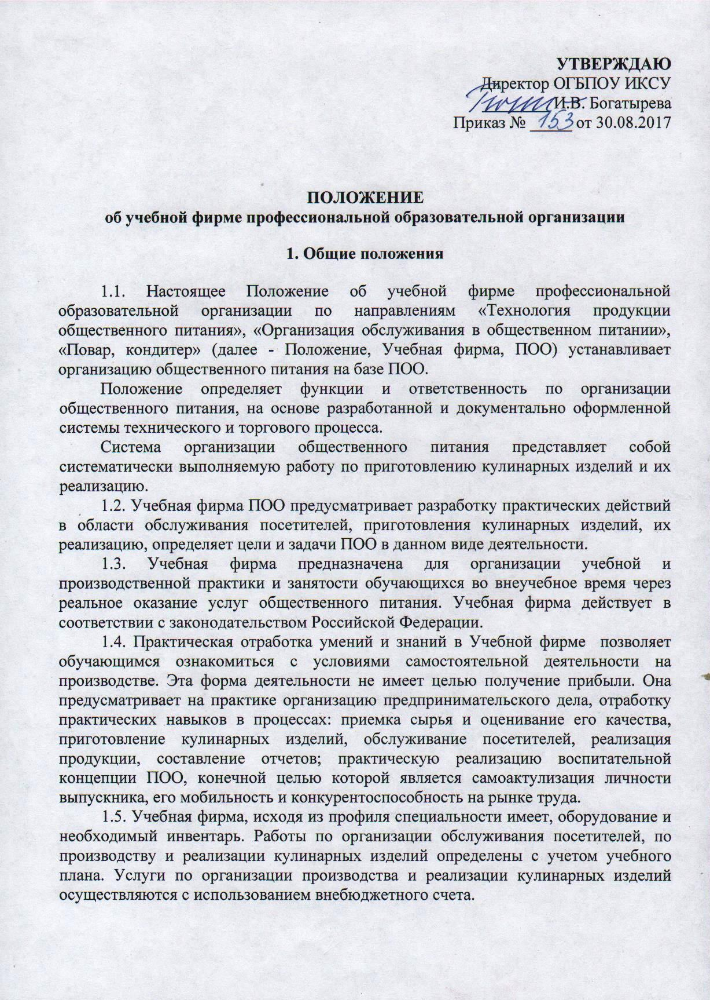 УТВЕРЖДАЮ
Директор ОГБПОУ ИКСУ
И.В. Богатырева
Приказ № 153 от 30.08.2017
ПОЛОЖЕНИЕ
об учебной фирме профессиональной образовательной организации
1. Общие положения
1.1. Настоящее Положение об учебной фирме профессиональной
образовательной организации по направлениям «Технология продукции
общественного питания», «Организация обслуживания в общественном питании»,
«Повар, кондитер» (далее - Положение, Учебная фирма, ПОО) устанавливает
организацию общественного питания на базе ПОО.
Положение определяет функции и ответственность по организации
общественного питания, на основе разработанной и документально оформленной
системы технического и торгового процесса.
Система организации общественного питания представляет собой
систематически выполняемую работу по приготовлению кулинарных изделий и их
реализацию.
1.2. Учебная фирма ПОО предусматривает разработку практических действий
в области обслуживания посетителей, приготовления кулинарных изделий, их
реализацию, определяет цели и задачи ПОО в данном виде деятельности.
1.3. Учебная фирма предназначена для организации учебной и
производственной практики и занятости обучающихся во внеучебное время через
реальное оказание услуг общественного питания. Учебная фирма действует в
соответствии с законодательством Российской Федерации.
1.4. Практическая отработка умений и знаний в Учебной фирме позволяет
обучающимся ознакомиться с условиями самостоятельной деятельности на
производстве. Эта форма деятельности не имеет целью получение прибыли. Она
предусматривает на практике организацию предпринимательского дела, отработку
практических навыков в процессах: приемка сырья и оценивание его качества,
приготовление кулинарных изделий, обслуживание посетителей, реализация
продукции, составление отчетов; практическую реализацию воспитательной
концепции ПОО, конечной целью которой является самоактулизация личности
выпускника, его мобильность и конкурентоспособность на рынке труда.
1.5. Учебная фирма, исходя из профиля специальности имеет, оборудование и
необходимый инвентарь. Работы по организации обслуживания посетителей, по
производству и реализации кулинарных изделий определены с учетом учебного
плана. Услуги по организации производства и реализации кулинарных изделий
осуществляются с использованием внебюджетного счета.